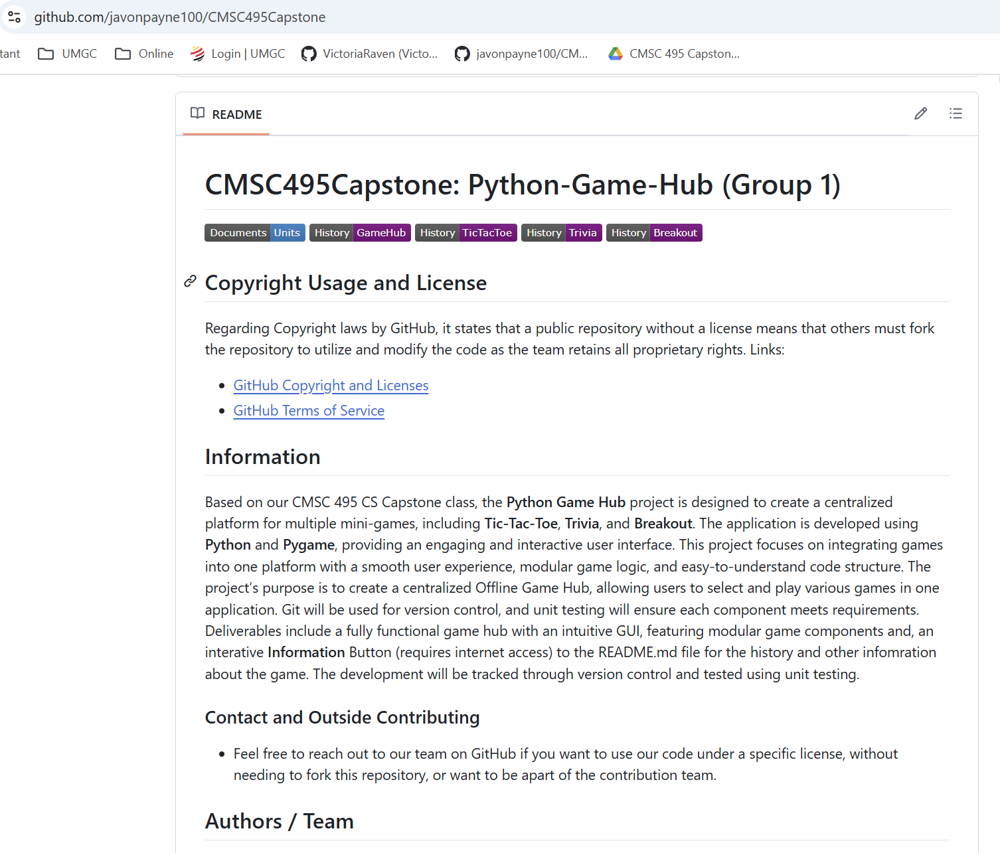 github.com/javonpayne100/CMSC495Capstone
tant UMGC Online Login | UMGC VictoriaRaven (Victo... javonpayne100/CM... CMSC 495 Capston...
README
CMSC495Capstone: Python-Game-Hub (Group 1)
Documents Units History GameHub History TicTacToe History Trivia History Breakout
Copyright Usage and License
Regarding Copyright laws by GitHub, it states that a public repository without a license means that others must fork
the repository to utilize and modify the code as the team retains all proprietary rights. Links:
• GitHub Copyright and Licenses
• GitHub Terms of Service
Information
Based on our CMSC 495 CS Capstone class, the Python Game Hub project is designed to create a centralized
platform for multiple mini-games, including Tic-Tac-Toe, Trivia, and Breakout. The application is developed using
Python and Pygame, providing an engaging and interactive user interface. This project focuses on integrating games
into one platform with a smooth user experience, modular game logic, and easy-to-understand code structure. The
project’s purpose is to create a centralized Offline Game Hub, allowing users to select and play various games in one
application. Git will be used for version control, and unit testing will ensure each component meets requirements.
Deliverables include a fully functional game hub with an intuitive GUI, featuring modular game components and, an
interative Information Button (requires internet access) to the README.md file for the history and other infomration
about the game. The development will be tracked through version control and tested using unit testing.
Contact and Outside Contributing
• Feel free to reach out to our team on GitHub if you want to use our code under a specific license, without
needing to fork this repository, or want to be apart of the contribution team.
Authors / Team